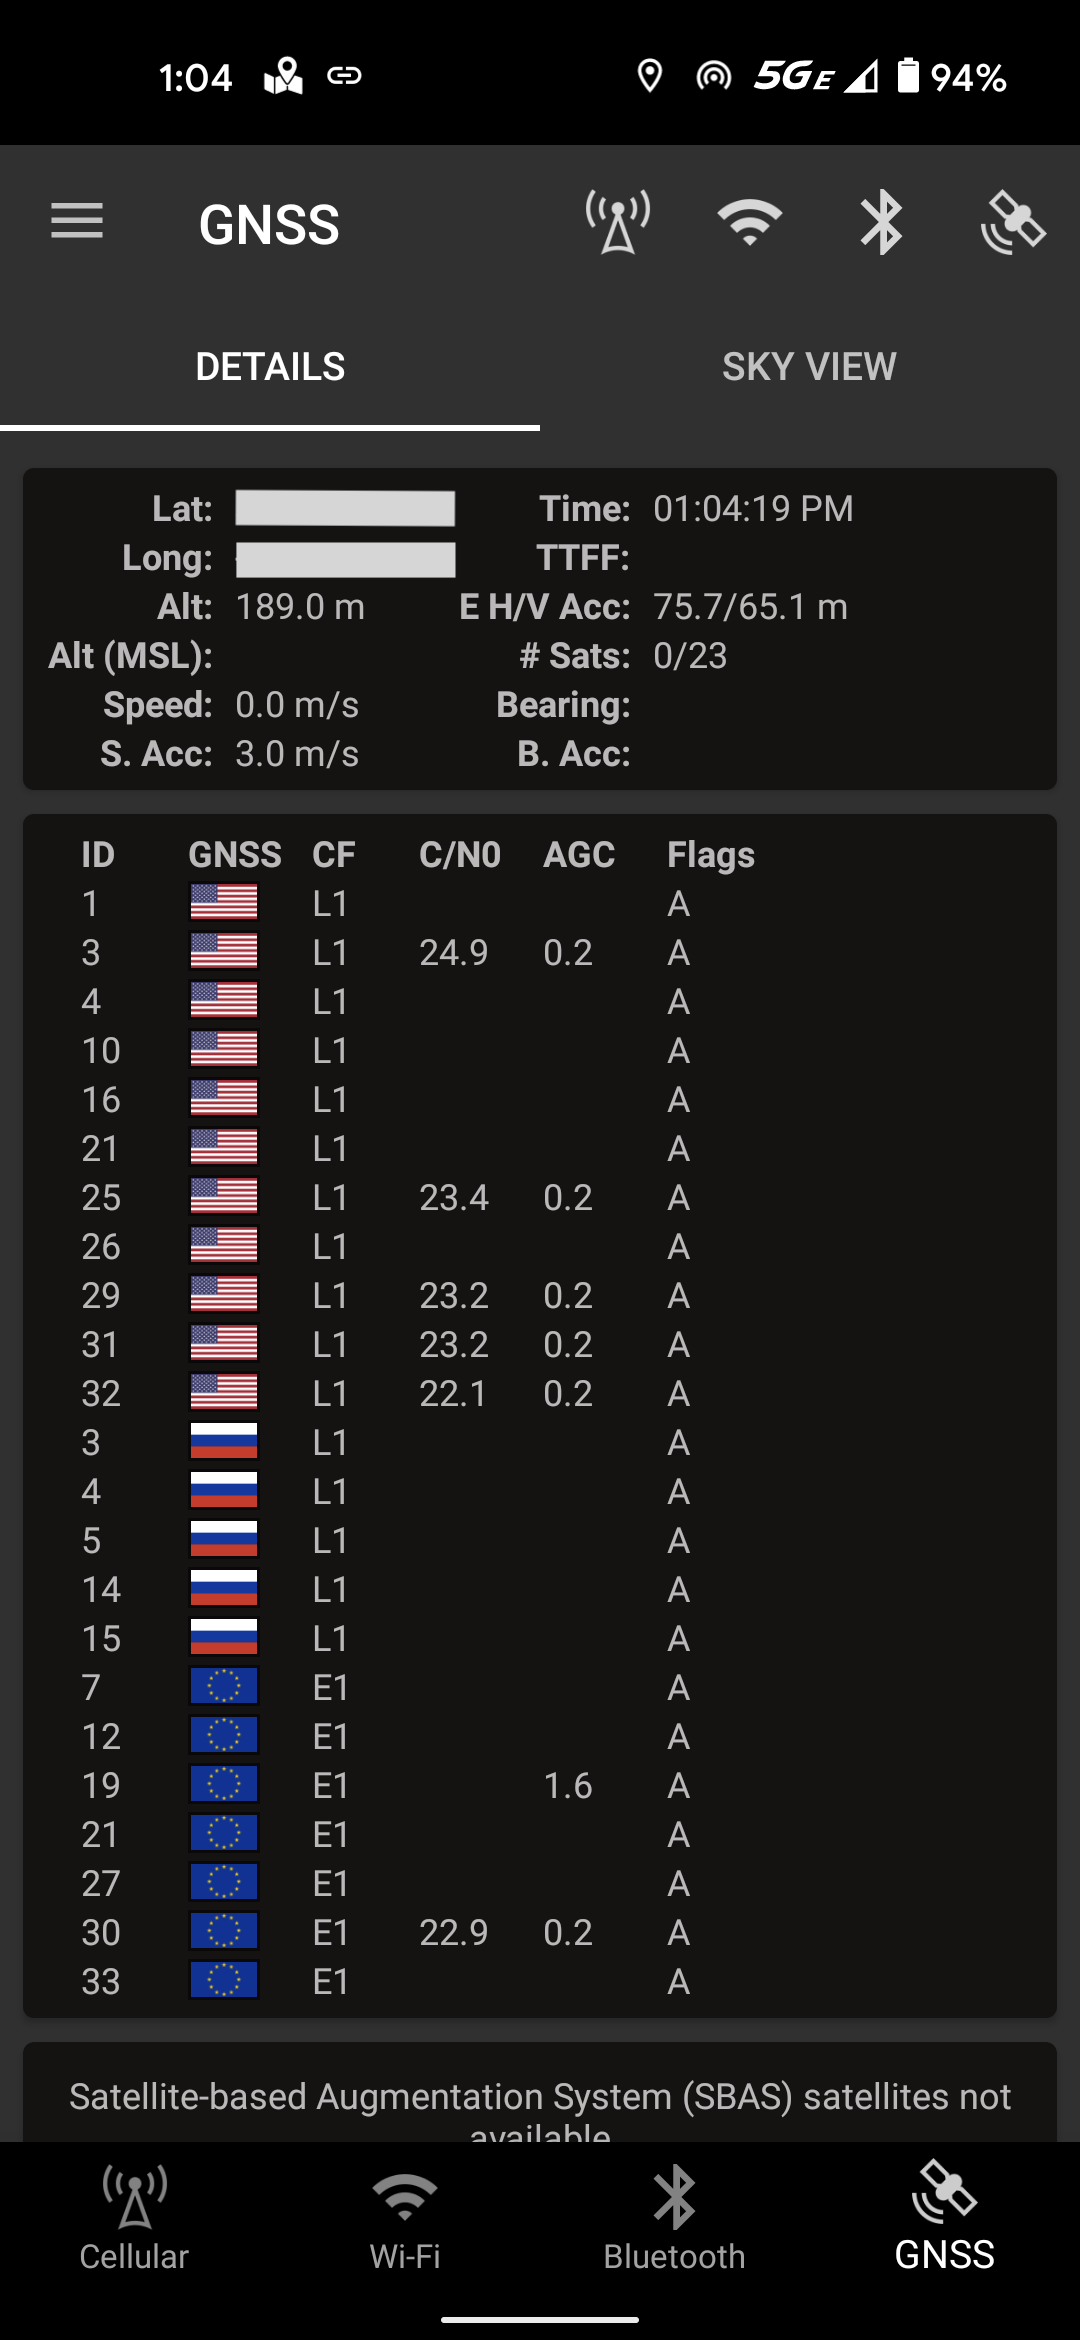 1:04 5G E 94%
GNSS
DETAILS SKY VIEW
Lat: Time: 01:04:19 PM
Long: TTFF:
Alt: 189.0 m E H/V Acc: 75.7/65.1 m
Alt (MSL): # Sats: 0/23
Speed: 0.0 m/s Bearing:
S. Acc: 3.0 m/s B. Acc:
ID GNSS CF C/N0 AGC Flags
1 L1 A
3 L1 24.9 0.2 A
4 L1 A
10 L1 A
16 L1 A
21 L1 A
25 L1 23.4 0.2 A
26 L1 A
29 L1 23.2 0.2 A
31 L1 23.2 0.2 A
32 L1 22.1 0.2 A
3 L1 A
4 L1 A
5 L1 A
14 L1 A
15 L1 A
7 E1 A
12 E1 A
19 E1 1.6 A
21 E1 A
27 E1 A
30 E1 22.9 0.2 A
33 E1 A
Satellite-based Augmentation System (SBAS) satellites not
available
Cellular Wi-Fi Bluetooth GNSS